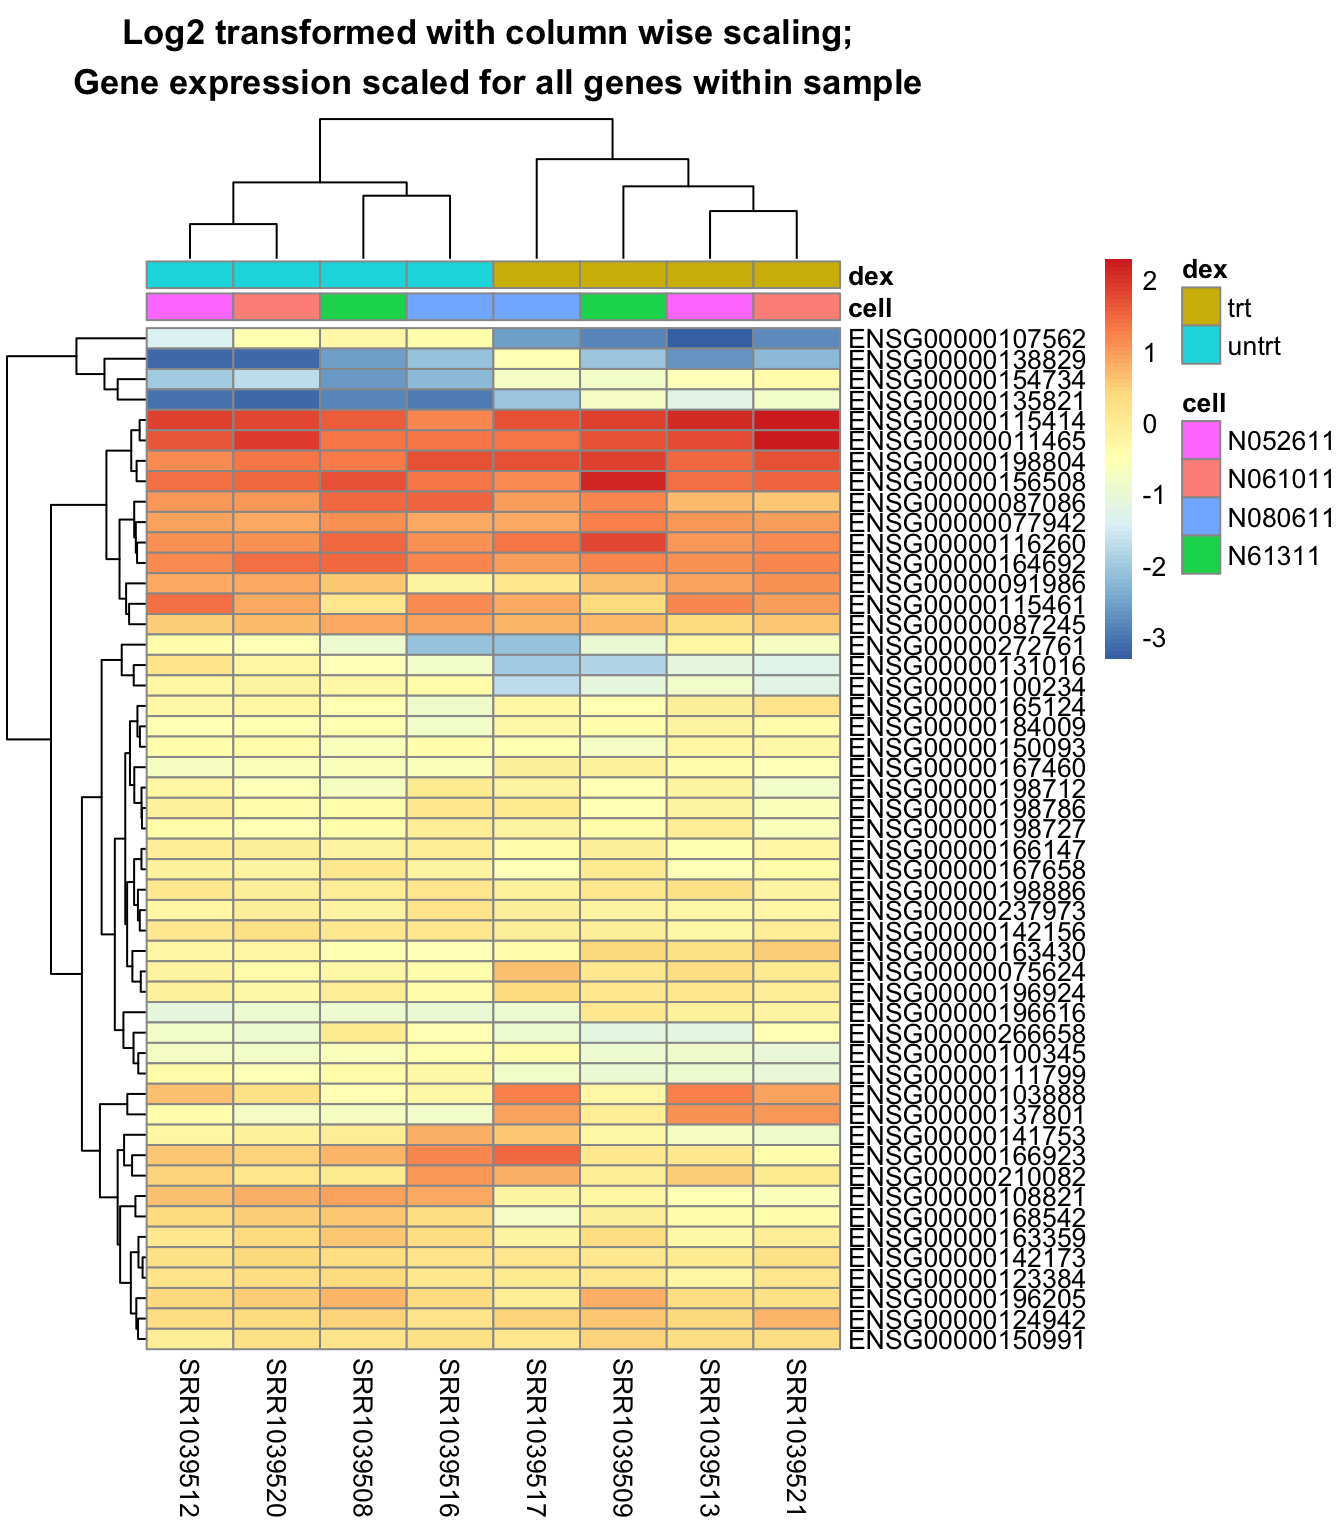 Log2 transformed with column wise scaling;
Gene expression scaled for all genes within sample
dex
cell
ENSG00000107562
ENSG00000138829
ENSG00000154734
ENSG00000135821
ENSG00000115414
ENSG00000011465
ENSG00000198804
ENSG00000156508
ENSG00000087086
ENSG00000077942
ENSG00000116260
ENSG00000164692
ENSG00000091986
ENSG00000115461
ENSG00000087245
ENSG00000272761
ENSG00000131016
ENSG00000100234
ENSG00000165124
ENSG00000184009
ENSG00000150093
ENSG00000167460
ENSG00000198712
ENSG00000198786
ENSG00000198727
ENSG00000166147
ENSG00000167658
ENSG00000198886
ENSG00000237973
ENSG00000142156
ENSG00000163430
ENSG00000075624
ENSG00000196924
ENSG00000196616
ENSG00000266658
ENSG00000100345
ENSG00000111799
ENSG00000103888
ENSG00000137801
ENSG00000141753
ENSG00000166923
ENSG00000210082
ENSG00000108821
ENSG00000168542
ENSG00000163359
ENSG00000142173
ENSG00000123384
ENSG00000196205
ENSG00000124942
ENSG00000150991
SRR1039512
SRR1039520
SRR1039508
SRR1039516
SRR1039517
SRR1039509
SRR1039513
SRR1039521
2
1
0
-1
-2
-3
dex
trt
untrt
cell
N052611
N061011
N080611
N61311